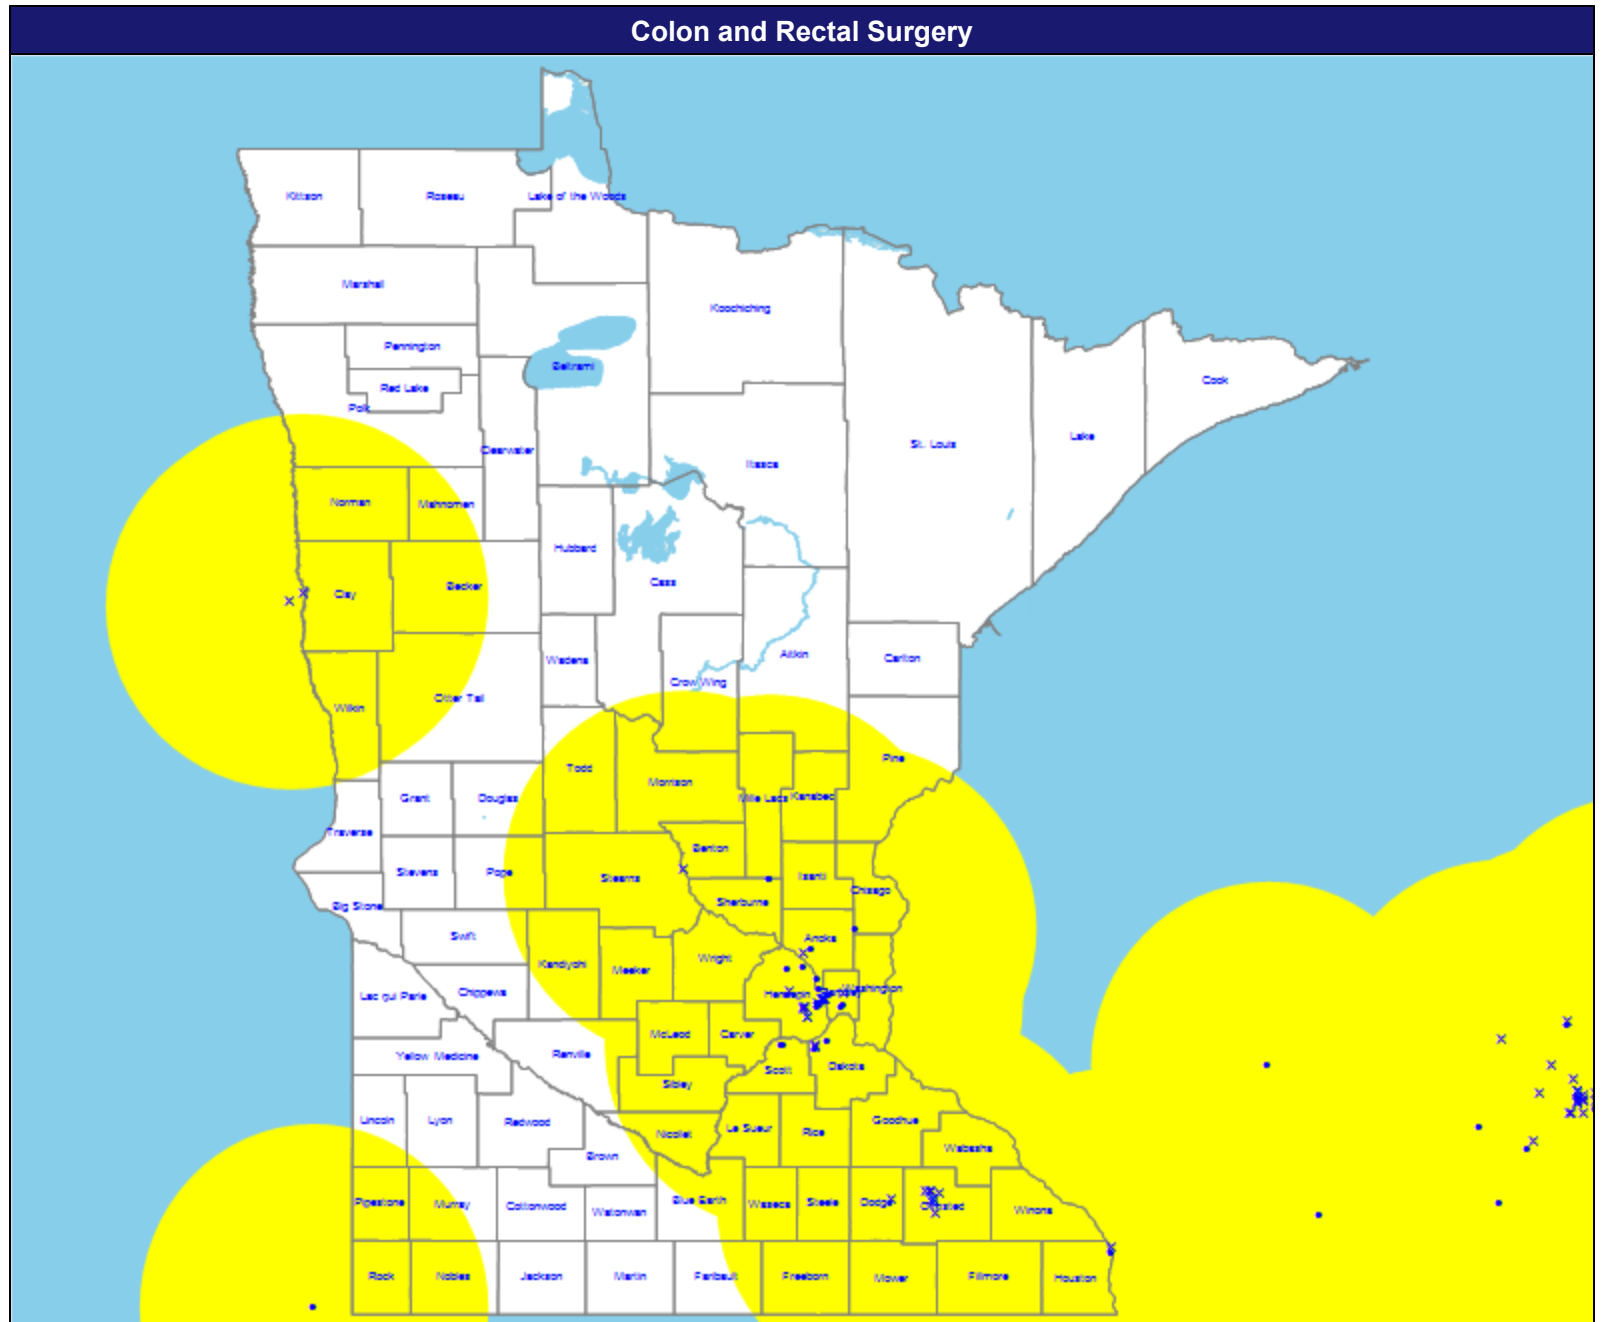 Colon and Rectal Surgery
Kittson
Roseau
Lake of the Woods
Marshall
Koochiching
Pennington
Beltrami
Red Lake
Cook
Polk
Lake
St. Louis
Clearwater
Itasca
Norman
Mahnomen
Hubbard
Cass
Becker
Clay
Aitkin
Carlton
Wadena
Crow Wing
Otter Tail
Wilkin
Pine
Todd
Morrison
Grant
Douglas
Mille Lacs
Kanabec
Traverse
Benton
Stevens
Pope
Stearns
Isanti
Chisago
Sherburne
Big Stone
Swift
Anoka
Wright
Kandiyohi
Meeker
Chippewa
Lac qui Parle
Hennepin
Ramsey
Washington
McLeod
Carver
Yellow Medicine
Renville
Scott
Dakota
Sibley
Lincoln
Lyon
Redwood
Goodhue
Le Sueur
Rice
Nicollet
Wabasha
Brown
Pipestone
Murray
Cottonwood
Watonwan
Blue Earth
Waseca
Steele
Dodge
Olmsted
Winona
Rock
Nobles
Jackson
Martin
Faribault
Freeborn
Mower
Fillmore
Houston